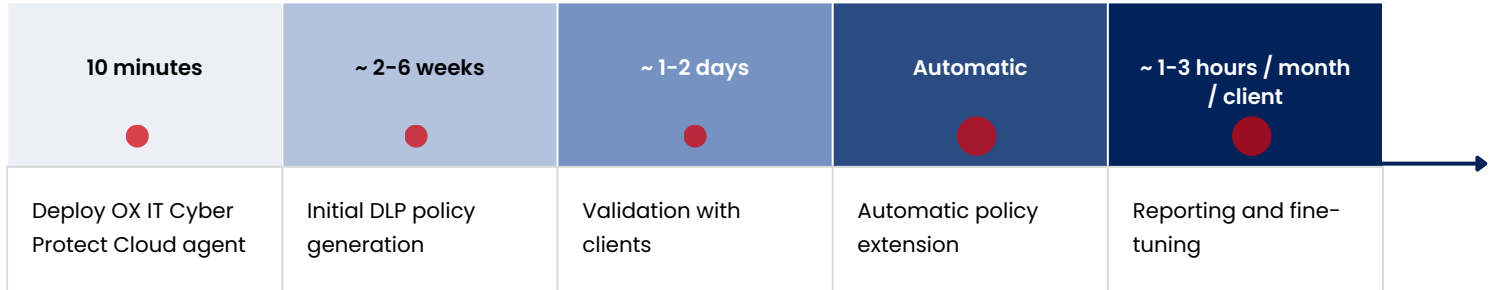 10 minutes
~ 2-6 weeks
~ 1-2 days
Automatic
~ 1-3 hours / month
/ client
Deploy OX IT Cyber
Protect Cloud agent
Initial DLP policy
generation
Validation with
clients
Automatic policy
extension
Reporting and fine-
tuning